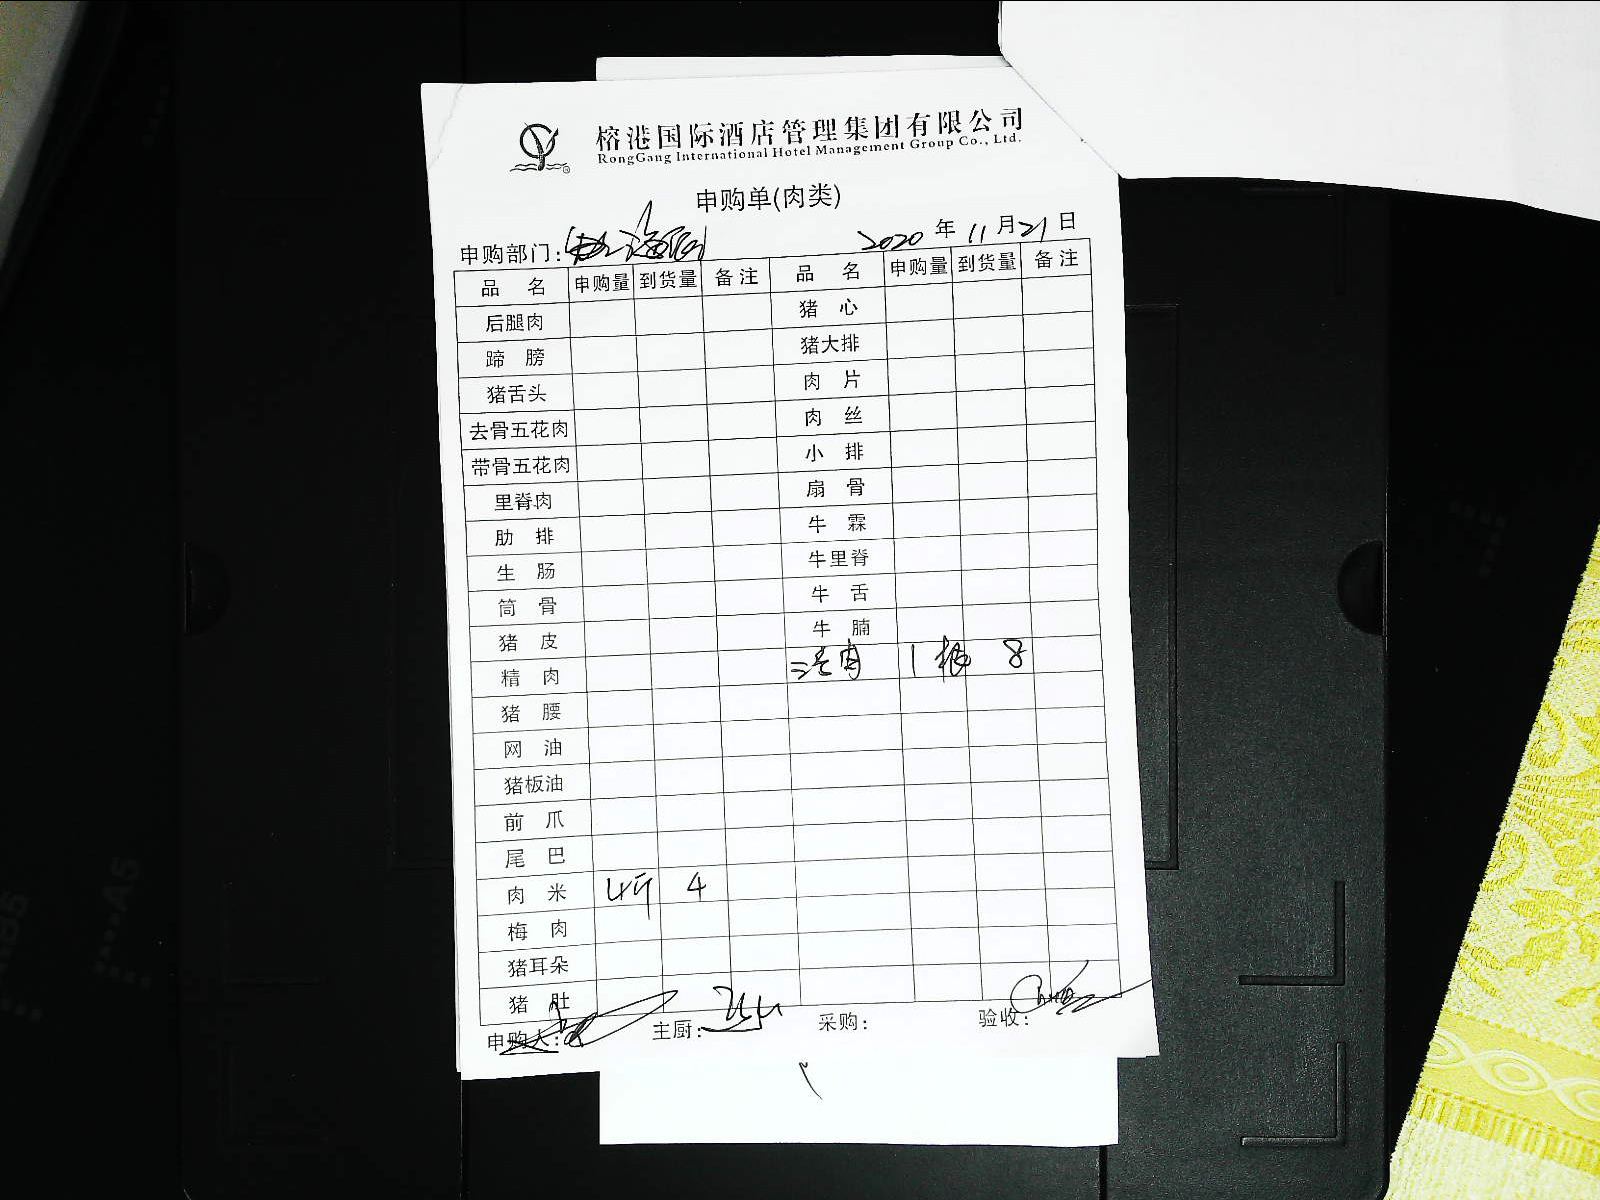 榕港国际酒店管理集团有限公司
RongGang International Hotel Management Group Co., Ltd.
申购单(肉类)
申购部门: 2020 年 11 月 21 日
品 名 申购量 到货量 备注 品 名 申购量 到货量 备注
后腿肉 猪 心
蹄 膀 猪大排
猪舌头 肉 片
去骨五花肉 肉 丝
带骨五花肉 小 排
里脊肉 扇 骨
肋 排 牛 霖
生 肠 牛里脊
筒 骨 牛 舌
猪 皮 牛 腩
精 肉 肉 1 8
猪 腰
网 油
猪板油
前 爪
尾 巴
肉 米 4斤 4
梅 肉
猪耳朵
猪 肚
申购人: 主厨: 采购: 验收:
A5